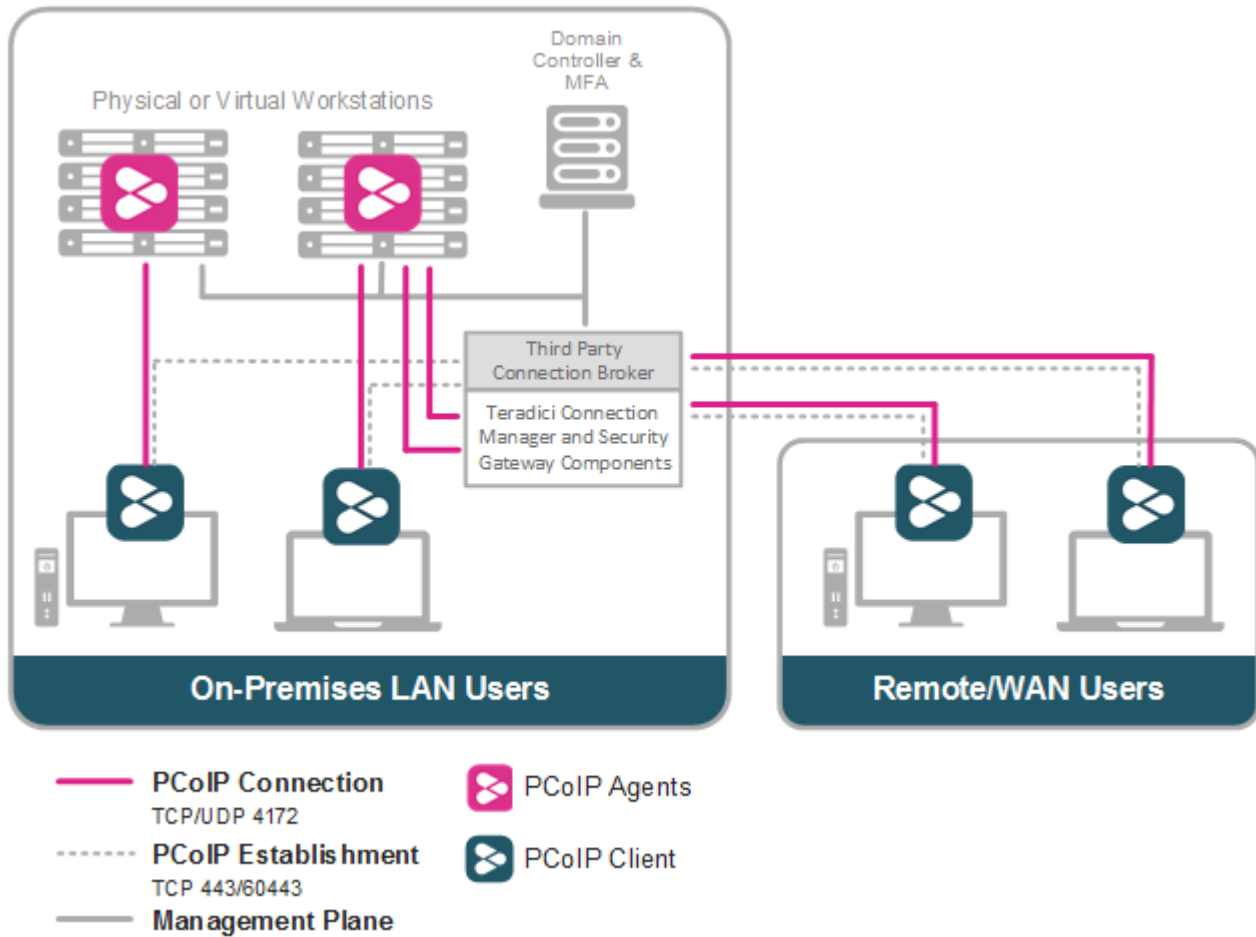 Domain
Controller &
MFA
Physical or Virtual Workstations
Third Party
Connection Broker
Teradici Connection
Manager and Security
Gateway Components
On-Premises LAN Users
Remote/WAN Users
PCoIP Connection
TCP/UDP 4172
PCoIP Agents
PCoIP Establishment
TCP 443/60443
PCoIP Client
Management Plane